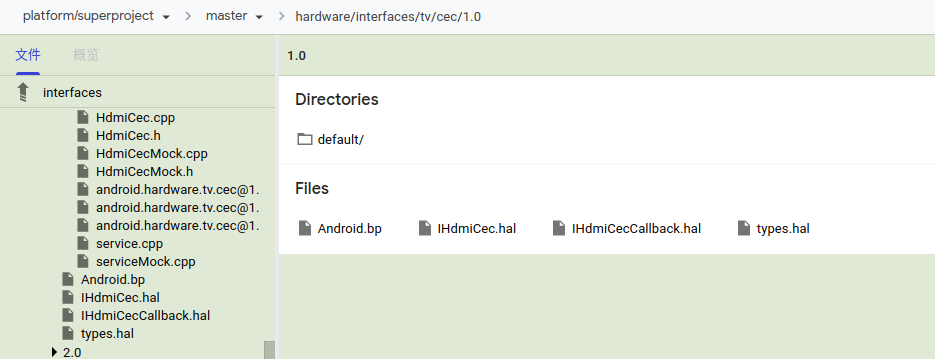 platform/superproject master hardware/interfaces/tv/cec/1.0
文件 概览
interfaces
HdmiCec.cpp
HdmiCec.h
HdmiCecMock.cpp
HdmiCecMock.h
android.hardware.tv.cec@1.
android.hardware.tv.cec@1.
android.hardware.tv.cec@1.
service.cpp
serviceMock.cpp
Android.bp
IHdmiCec.hal
IHdmiCecCallback.hal
types.hal
2.0
1.0
Directories
default/
Files
Android.bp IHdmiCec.hal IHdmiCecCallback.hal types.hal